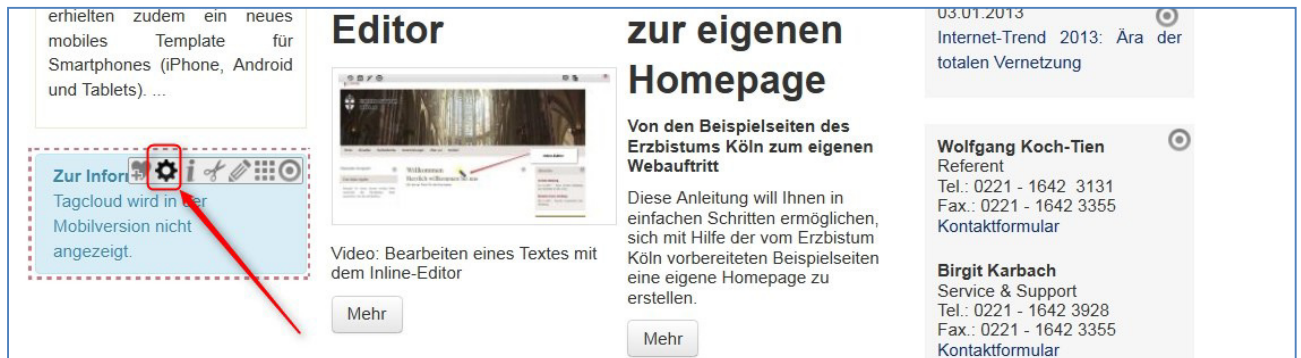 erhielten zudem ein neues
mobiles Template für
Smartphones (iPhone, Android
und Tablets). ...
Zur Infor
Tagcloud wird in der
Mobilversion nicht
angezeigt.
Editor
Willkommen
Video: Bearbeiten eines Textes mit
dem Inline-Editor
Mehr
zur eigenen
Homepage
Von den Beispielseiten des
Erzbistums Köln zum eigenen
Webauftritt
Diese Anleitung will Ihnen in
einfachen Schritten ermöglichen,
sich mit Hilfe der vom Erzbistum
Köln vorbereiteten Beispielseiten
eine eigene Homepage zu
erstellen.
Mehr
03.01.2013
Internet-Trend 2013: Ära der
totalen Vernetzung
Wolfgang Koch-Tien
Referent
Tel.: 0221 - 1642 3131
Fax.: 0221 - 1642 3355
Kontaktformular
Birgit Karbach
Service & Support
Tel.: 0221 - 1642 3928
Fax.: 0221 - 1642 3355
Kontaktformular